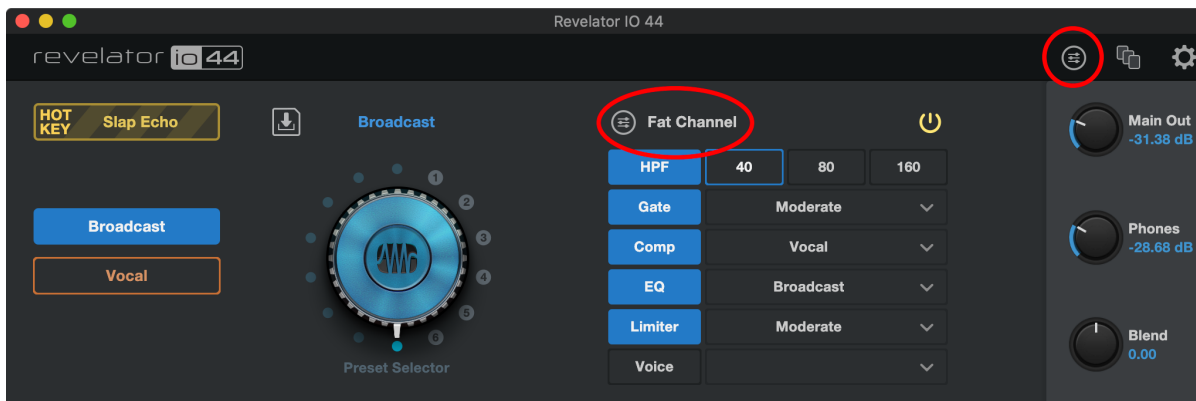 Revelator IO 44
revelator io 44
HOT KEY Slap Echo
Broadcast
Vocal
Broadcast
1
2
3
4
5
6
Preset Selector
Fat Channel
HPF 40 80 160
Gate Moderate
Comp Vocal
EQ Broadcast
Limiter Moderate
Voice
Main Out
-31.38 dB
Phones
-28.68 dB
Blend
0.00